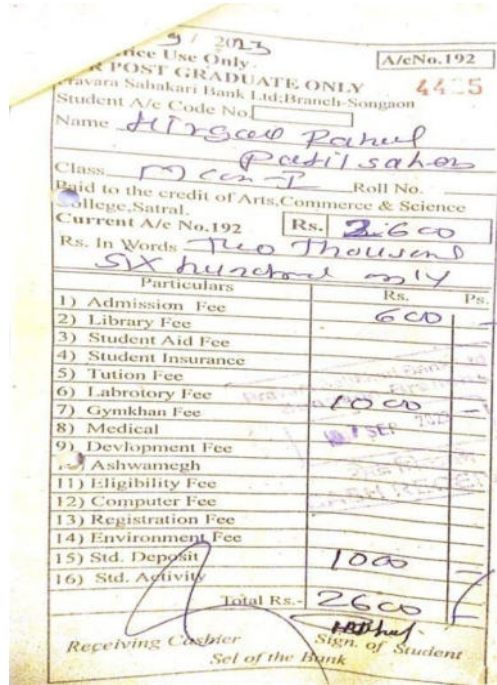 9 / 2023
ice Use Only.
A/cNo.192
R POST GRADUATE ONLY
Pravara Sahakari Bank Ltd;Branch-Songaon
Student A/c Code No.
Name Hirgal Rahul
Patilsaheb
Class M Com-I Roll No.
Paid to the credit of Arts,Commerce & Science
College,Satral.
Current A/c No.192 Rs. 2600
Rs. In Words Two Thousand
Six hundred only
Particulars Rs. Ps.
1) Admission Fee 600 -
2) Library Fee
3) Student Aid Fee
4) Student Insurance
5) Tution Fee
6) Labrotory Fee 1000 -
7) Gymkhan Fee
8) Medical
9) Devlopment Fee
Ashwamegh
11) Eligibility Fee
12) Computer Fee
13) Registration Fee
14) Environment Fee
15) Std. Deposit 1000 -
16) Std. Activity
Total Rs.- 2600
Receiving Cashier Sign. of Student
Sel of the Bank